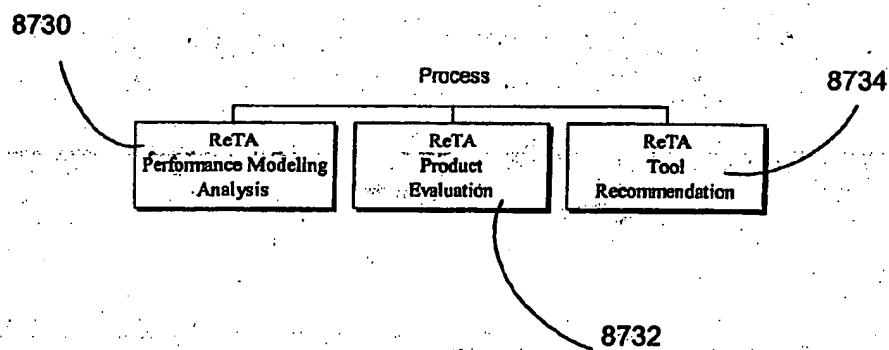 8730
Process
8734
ReTA
Performance Modeling
Analysis
ReTA
Product
Evaluation
ReTA
Tool
Recommendation
8732